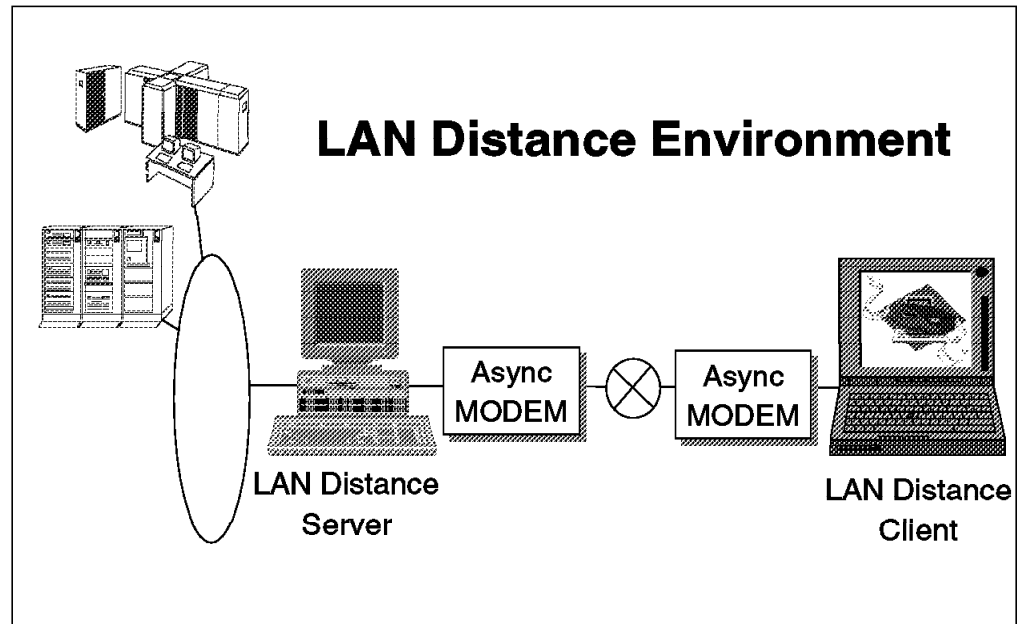 LAN Distance Environment
Async
MODEM
Async
MODEM
LAN Distance
Server
LAN Distance
Client